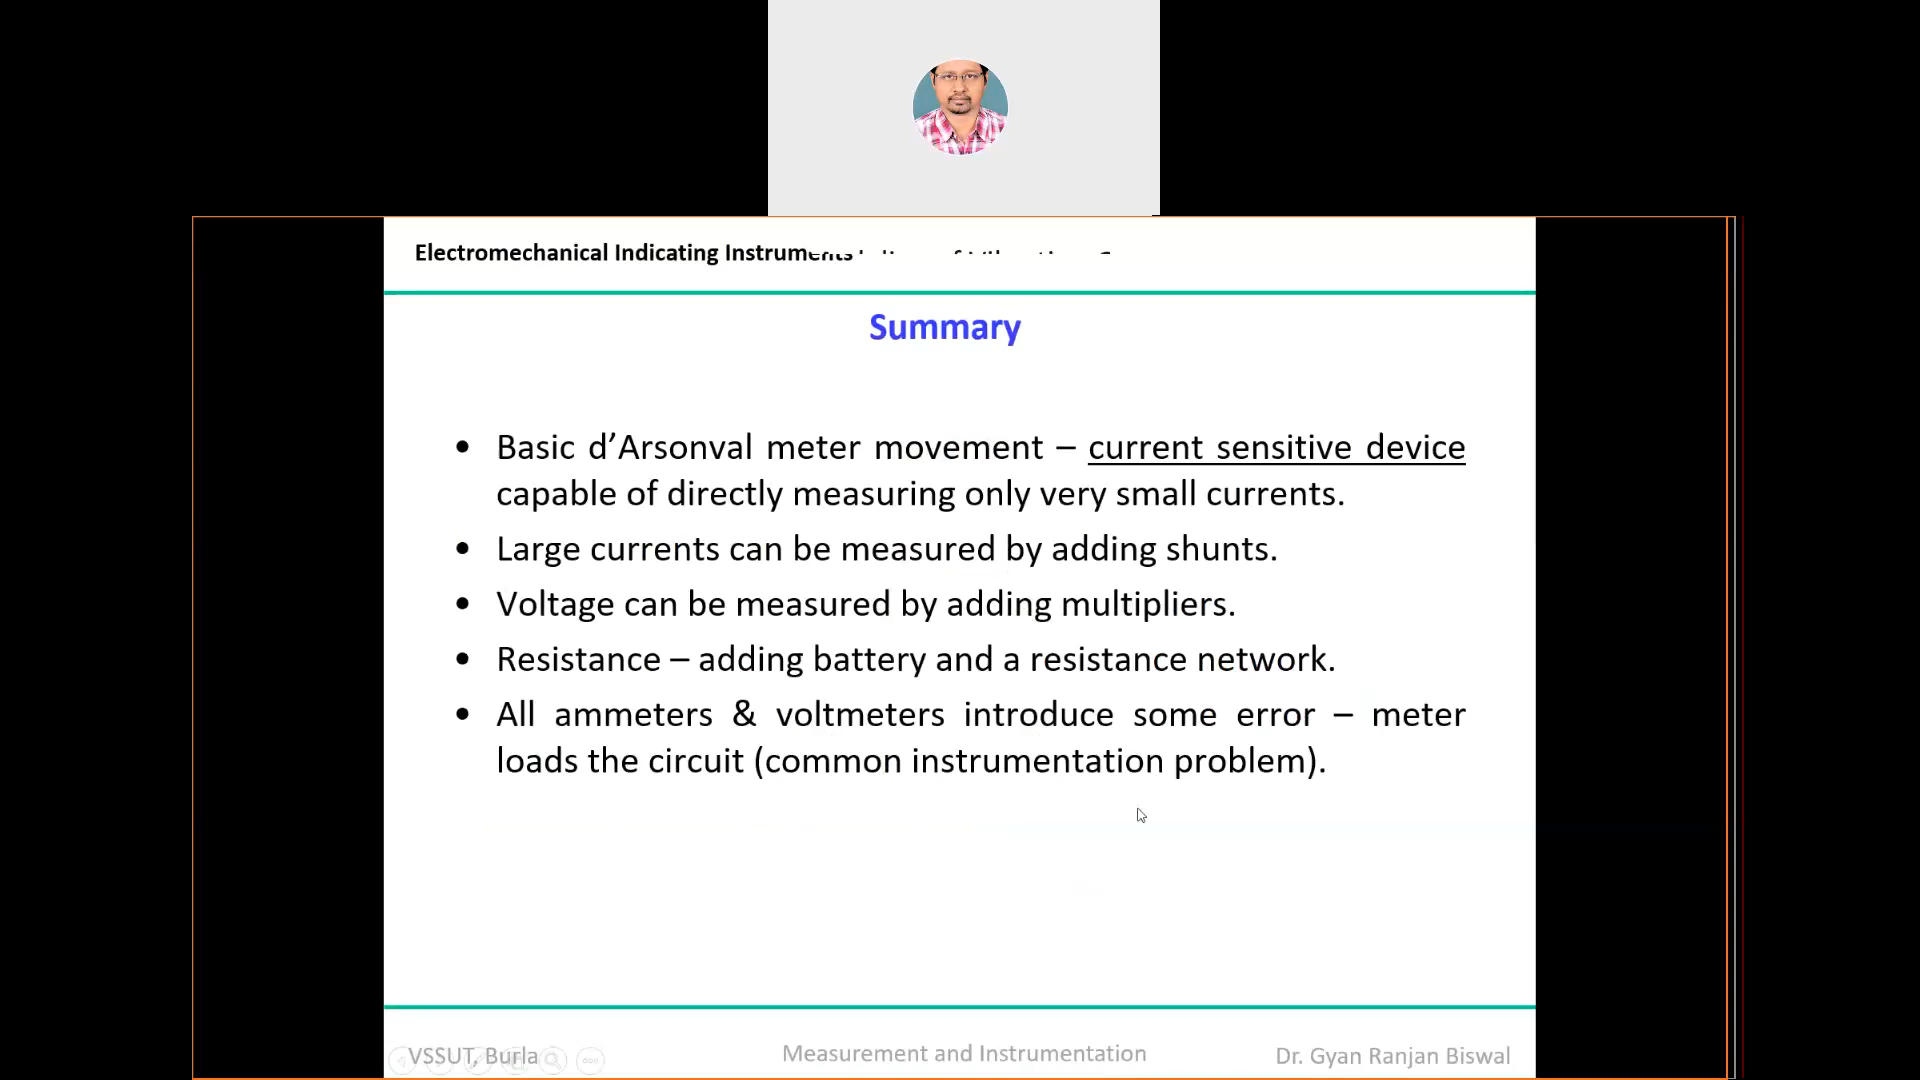 Electromechanical Indicating Instruments
Summary
• Basic d’Arsonval meter movement – current sensitive device
capable of directly measuring only very small currents.
• Large currents can be measured by adding shunts.
• Voltage can be measured by adding multipliers.
• Resistance – adding battery and a resistance network.
• All ammeters & voltmeters introduce some error – meter
loads the circuit (common instrumentation problem).
VSSUT, Burla
Measurement and Instrumentation
Dr. Gyan Ranjan Biswal